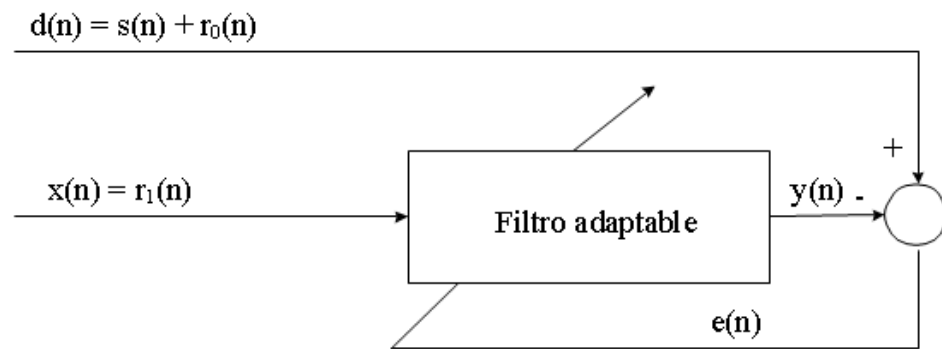 d(n) = s(n) + r₀(n)
+
x(n) = r₁(n)
y(n) -
Filtro adaptable
e(n)